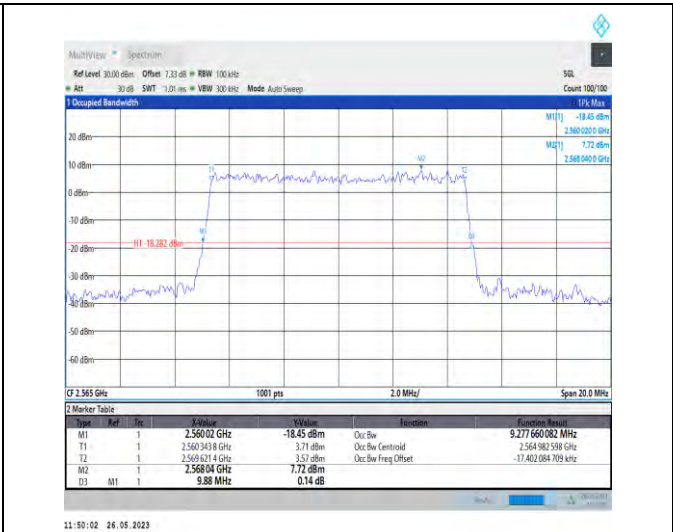 MultiView Spectrum
Ref Level 30.00 dBm Offset 7.33 dB RBW 100 kHz SGL
Att 30 dB SWT 1.01 ms VBW 300 kHz Mode Auto Sweep Count 100/100
1 Occupied Bandwidth 1Pk Max
M1[1] -18.45 dBm
2.560 020 0 GHz
M2[1] 7.72 dBm
2.568 040 0 GHz
20 dBm
10 dBm
M2
T1
T2
0 dBm
-10 dBm
M1
D3
H1 -18.282 dBm
-20 dBm
-30 dBm
-40 dBm
-50 dBm
-60 dBm
CF 2.565 GHz 1001 pts 2.0 MHz/ Span 20.0 MHz
2 Marker Table
Type Ref Trc X-Value Y-Value Function Function Result
M1 1 2.56002 GHz -18.45 dBm Occ Bw 9.277 660 082 MHz
T1 1 2.560 343 8 GHz 3.71 dBm Occ Bw Centroid 2.564 982 598 GHz
T2 1 2.569 621 4 GHz 3.57 dBm Occ Bw Freq Offset -17.402 084 709 kHz
M2 1 2.56804 GHz 7.72 dBm
D3 M1 1 9.88 MHz 0.14 dB
11:50:02 26.05.2023